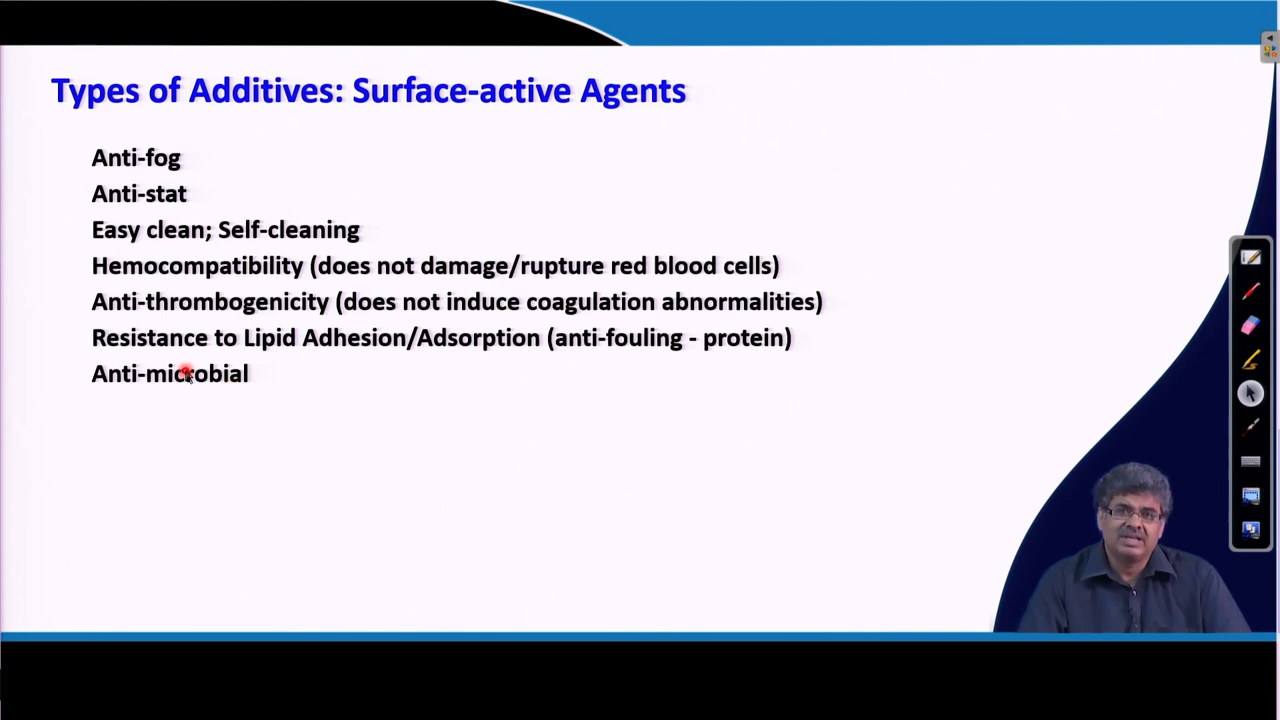 Types of Additives: Surface-active Agents
Anti-fog
Anti-stat
Easy clean; Self-cleaning
Hemocompatibility (does not damage/rupture red blood cells)
Anti-thrombogenicity (does not induce coagulation abnormalities)
Resistance to Lipid Adhesion/Adsorption (anti-fouling - protein)
Anti-microbial